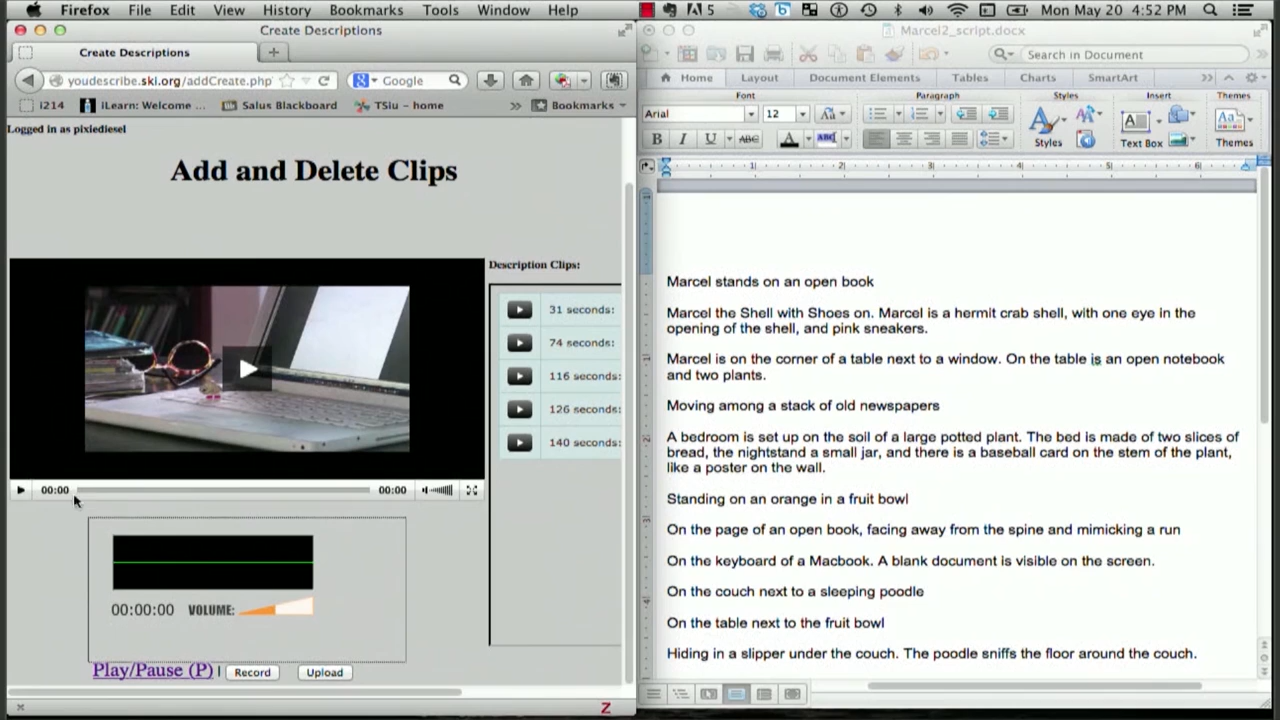 Firefox File Edit View History Bookmarks Tools Window Help
5 Mon May 20 4:52 PM
Create Descriptions
Create Descriptions
youdescribe.ski.org/addCreate.php
Google
i214 iLearn: Welcome ... Salus Blackboard TSlu – home » Bookmarks
Logged in as pixiediesel
Add and Delete Clips
Description Clips:
31 seconds:
74 seconds:
116 seconds:
126 seconds:
140 seconds:
00:00 00:00
00:00:00 VOLUME:
Play/Pause (P) | Record Upload
Z
Marcel2_script.docx
Search in Document
Home Layout Document Elements Tables Charts SmartArt
Font Paragraph Styles Insert Themes
Arial 12
B I U ABC A ABC Styles Text Box Themes
Marcel stands on an open book
Marcel the Shell with Shoes on. Marcel is a hermit crab shell, with one eye in the
opening of the shell, and pink sneakers.
Marcel is on the corner of a table next to a window. On the table is an open notebook
and two plants.
Moving among a stack of old newspapers
A bedroom is set up on the soil of a large potted plant. The bed is made of two slices of
bread, the nightstand a small jar, and there is a baseball card on the stem of the plant,
like a poster on the wall.
Standing on an orange in a fruit bowl
On the page of an open book, facing away from the spine and mimicking a run
On the keyboard of a Macbook. A blank document is visible on the screen.
On the couch next to a sleeping poodle
On the table next to the fruit bowl
Hiding in a slipper under the couch. The poodle sniffs the floor around the couch.